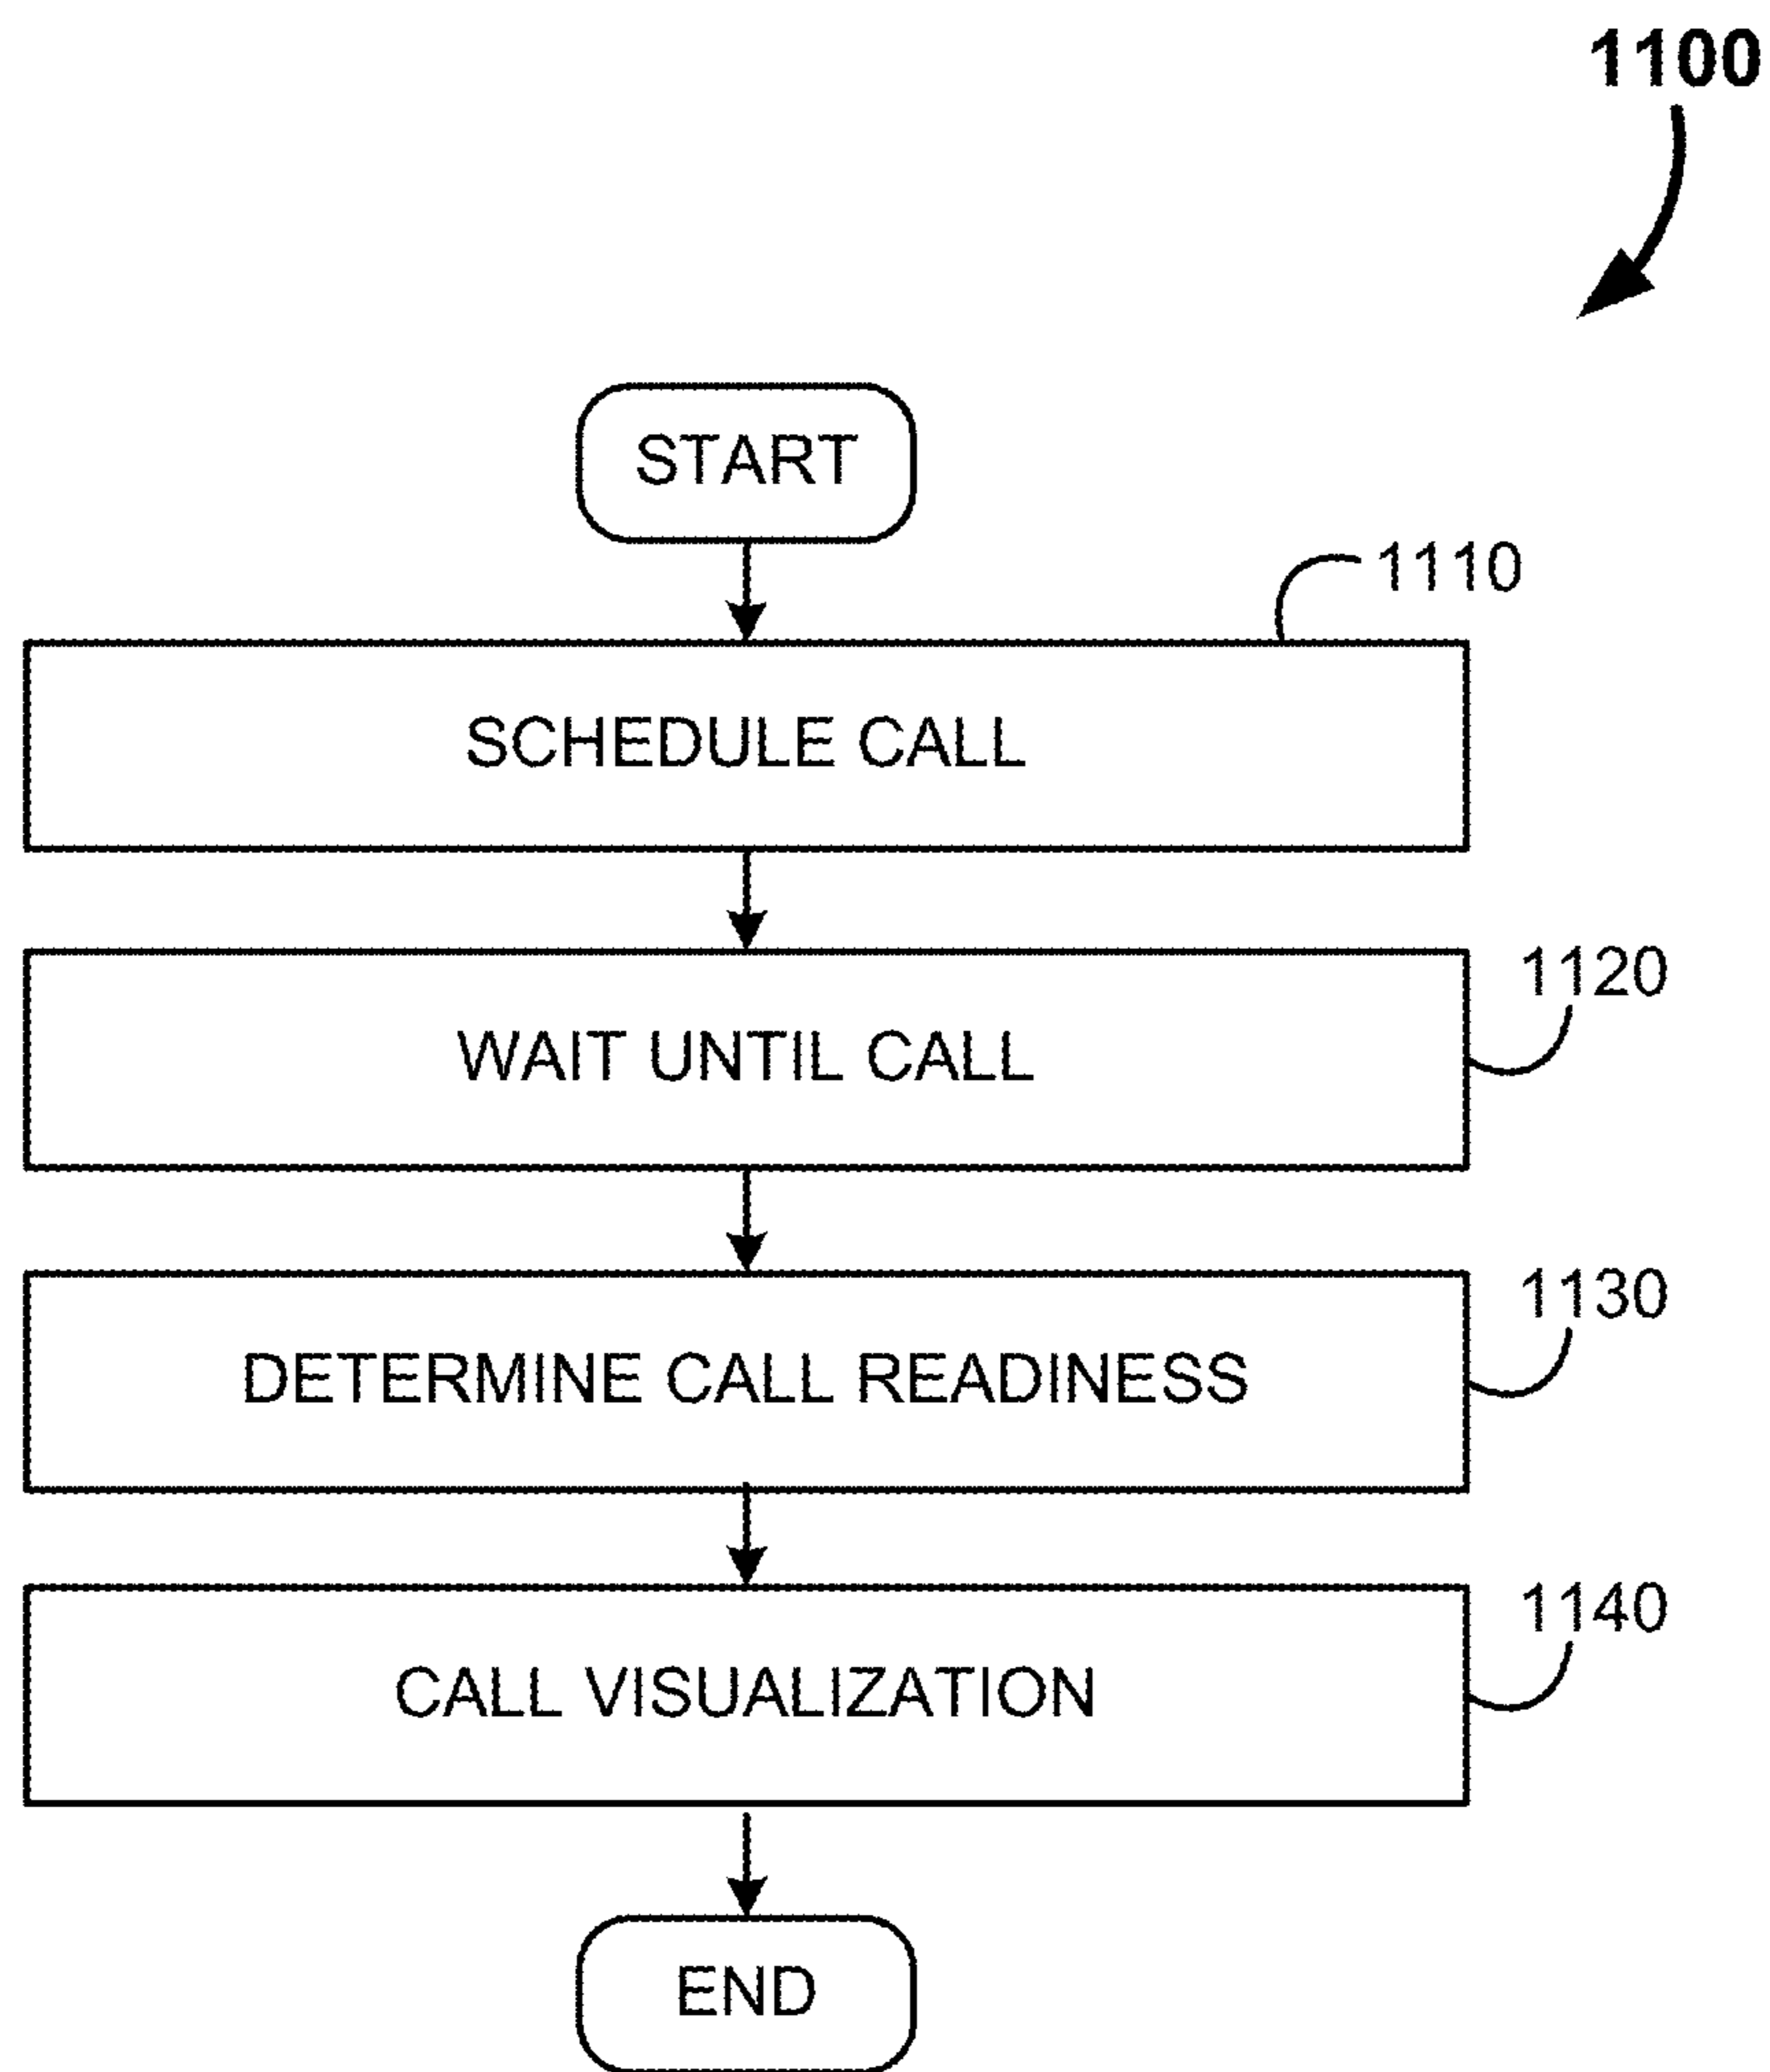 1100
START
1110
SCHEDULE CALL
1120
WAIT UNTIL CALL
1130
DETERMINE CALL READINESS
1140
CALL VISUALIZATION
END